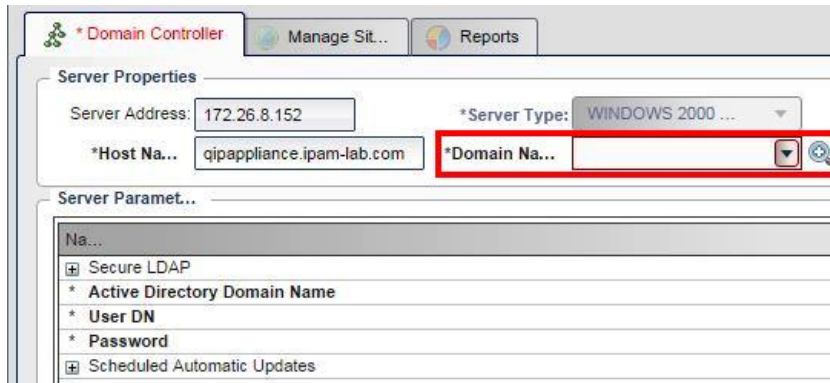 * Domain Controller Manage Sit... Reports
Server Properties
Server Address: 172.26.8.152 *Server Type: WINDOWS 2000 ...
*Host Na... qipappliance.ipam-lab.com *Domain Na...
Server Paramet...
Na...
Secure LDAP
* Active Directory Domain Name
* User DN
* Password
Scheduled Automatic Updates